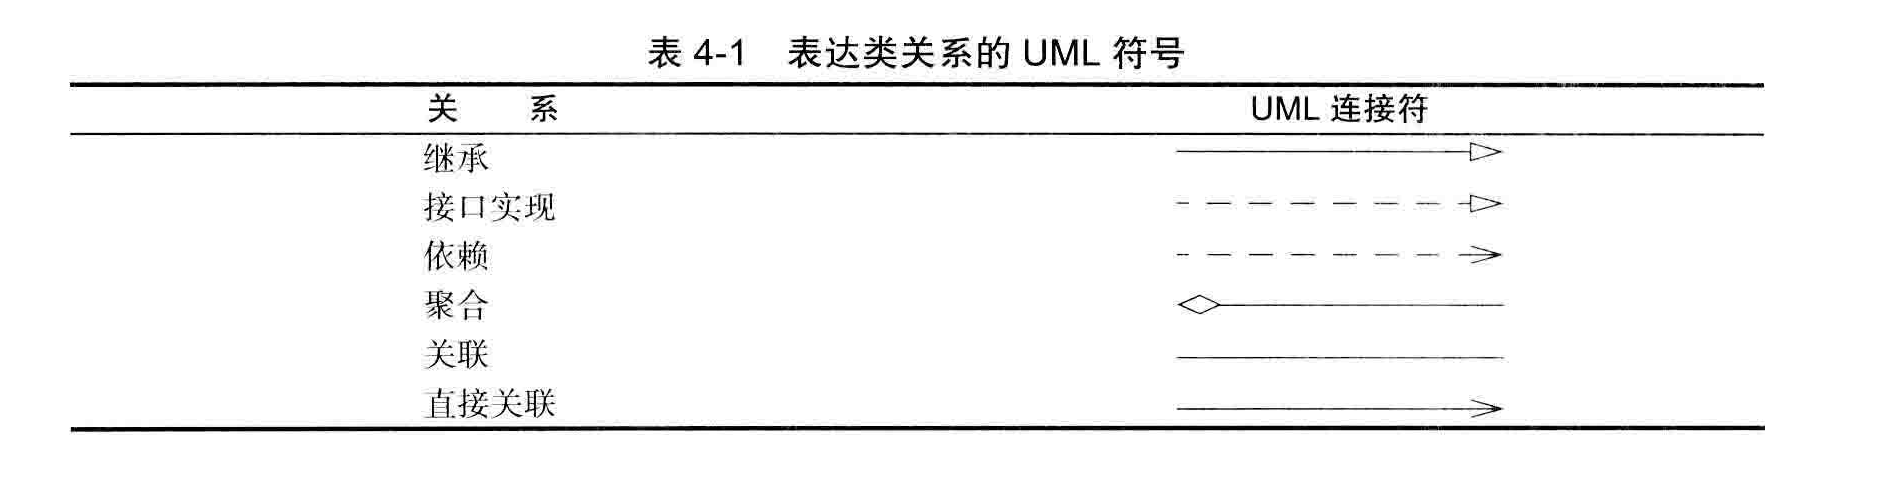 表 4-1 表达类关系的 UML 符号
关 系 UML 连接符
继承
接口实现
依赖
聚合
关联
直接关联